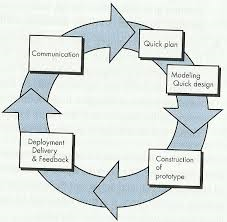 Communication
Quick plan
Modeling
Quick design
Construction
of
prototype
Deployment
Delivery
& Feedback